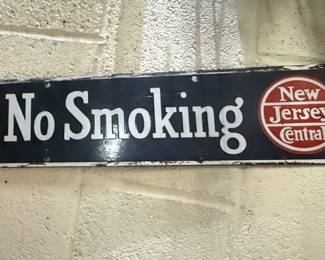 No Smoking
New
Jersey
Central